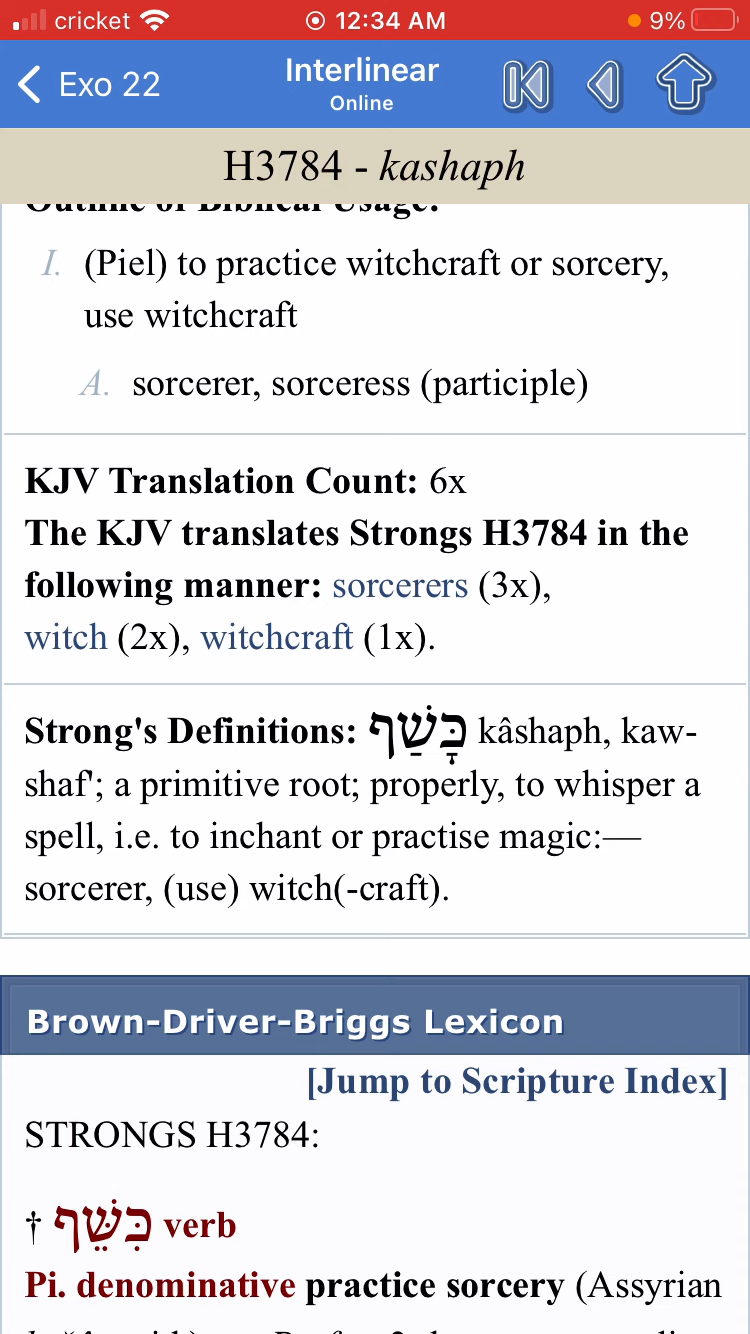 cricket 12:34 AM 9%
Exo 22 Interlinear
Online
H3784 - kashaph
Outline of Biblical Usage:
I. (Piel) to practice witchcraft or sorcery,
use witchcraft
A. sorcerer, sorceress (participle)
KJV Translation Count: 6x
The KJV translates Strongs H3784 in the
following manner: sorcerers (3x),
witch (2x), witchcraft (1x).
Strong's Definitions: כָּשַׁף kâshaph, kaw-
shaf'; a primitive root; properly, to whisper a
spell, i.e. to inchant or practise magic:—
sorcerer, (use) witch(-craft).
Brown-Driver-Briggs Lexicon
[Jump to Scripture Index]
STRONGS H3784:
† כִּשֵּׁף verb
Pi. denominative practice sorcery (Assyrian